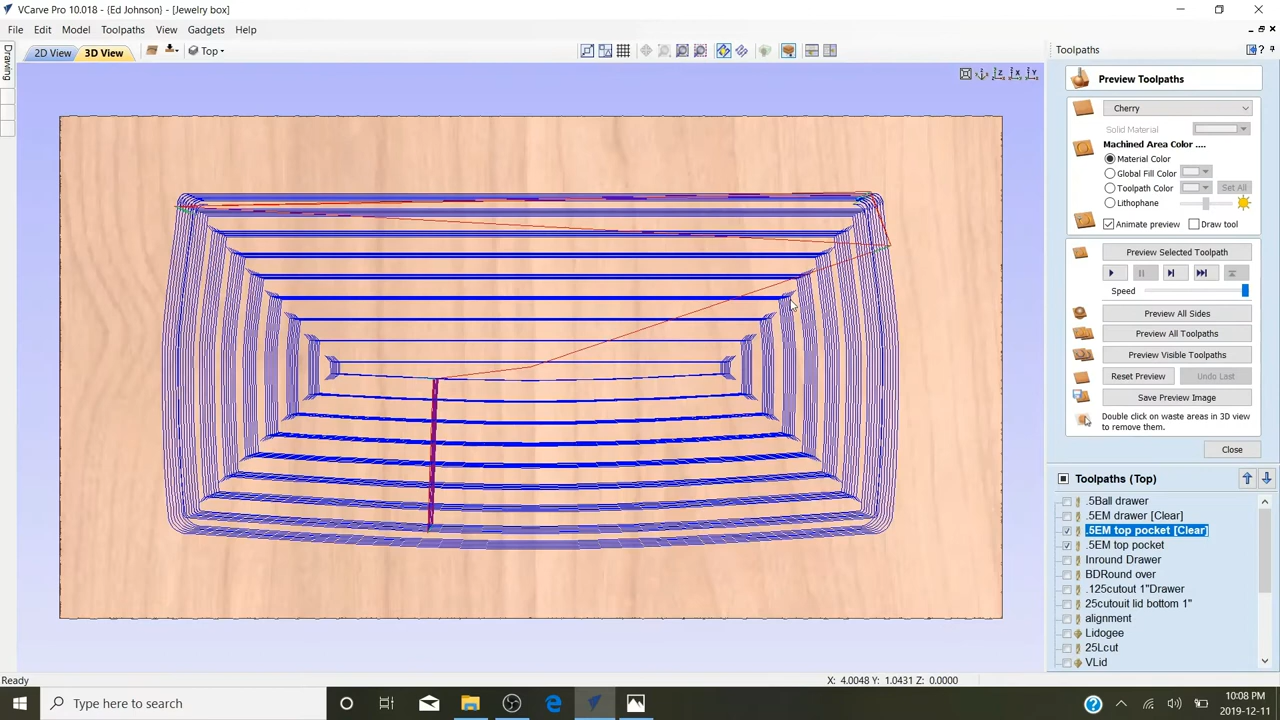 VCarve Pro 10.018 - {Ed Johnson} - [Jewelry box]
File Edit Model Toolpaths View Gadgets Help
2D View 3D View Top
Drawing
Toolpaths
Preview Toolpaths
Cherry
Solid Material
Machined Area Color ....
Material Color
Global Fill Color
Toolpath Color Set All
Lithophane
Animate preview Draw tool
Preview Selected Toolpath
Speed
Preview All Sides
Preview All Toolpaths
Preview Visible Toolpaths
Reset Preview Undo Last
Save Preview Image
Double click on waste areas in 3D view
to remove them.
Close
Toolpaths (Top)
.5Ball drawer
.5EM drawer [Clear]
.5EM top pocket [Clear]
.5EM top pocket
Inround Drawer
BDRound over
.125cutout 1"Drawer
25cutouit lid bottom 1"
alignment
Lidogee
25Lcut
VLid
Ready
X: 4.0048 Y: 1.0431 Z: 0.0000
Type here to search
10:08 PM
2019-12-11